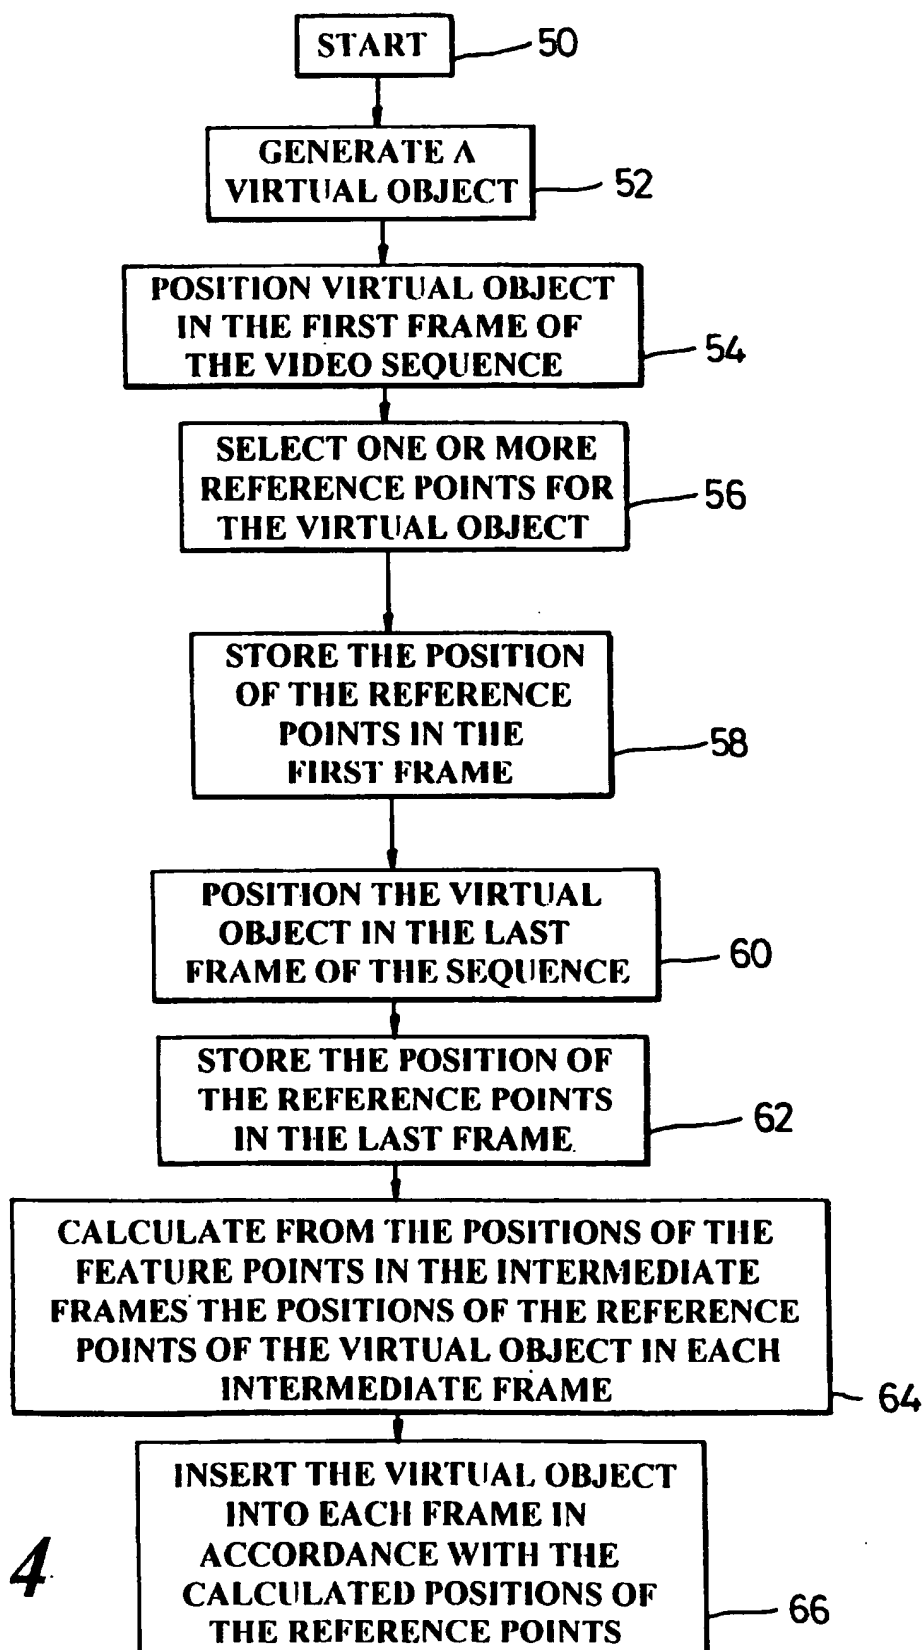 START
50
GENERATE A
VIRTUAL OBJECT
52
POSITION VIRTUAL OBJECT
IN THE FIRST FRAME OF
THE VIDEO SEQUENCE
54
SELECT ONE OR MORE
REFERENCE POINTS FOR
THE VIRTUAL OBJECT
56
STORE THE POSITION
OF THE REFERENCE
POINTS IN THE
FIRST FRAME
58
POSITION THE VIRTUAL
OBJECT IN THE LAST
FRAME OF THE SEQUENCE
60
STORE THE POSITION OF
THE REFERENCE POINTS
IN THE LAST FRAME.
62
CALCULATE FROM THE POSITIONS OF THE
FEATURE POINTS IN THE INTERMEDIATE
FRAMES THE POSITIONS OF THE REFERENCE
POINTS OF THE VIRTUAL OBJECT IN EACH
INTERMEDIATE FRAME
64
INSERT THE VIRTUAL OBJECT
INTO EACH FRAME IN
ACCORDANCE WITH THE
CALCULATED POSITIONS OF
THE REFERENCE POINTS
66
4